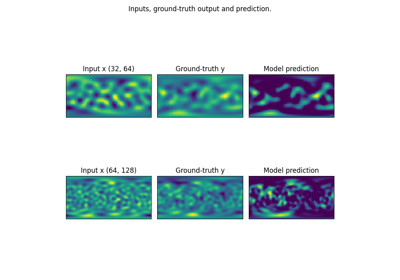 Inputs, ground-truth output and prediction.
Input x (32, 64) Ground-truth y Model prediction
Input x (64, 128) Ground-truth y Model prediction